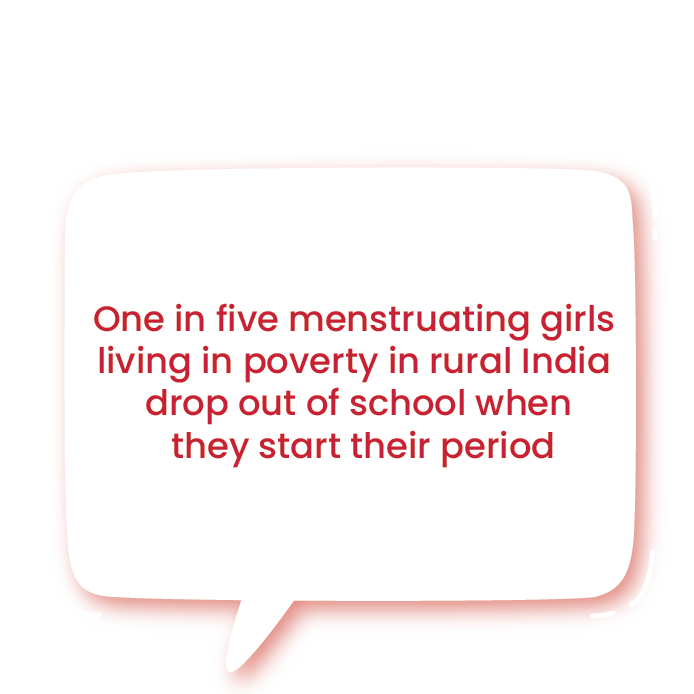 One in five menstruating girls
living in poverty in rural India
drop out of school when
they start their period